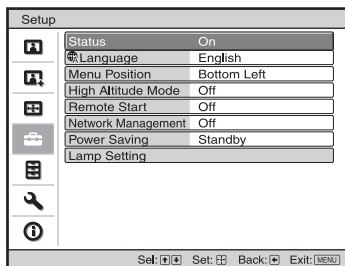 Setup
Status On
Language English
Menu Position Bottom Left
High Altitude Mode Off
Remote Start Off
Network Management Off
Power Saving Standby
Lamp Setting
Sel: Set: Back: Exit: MENU